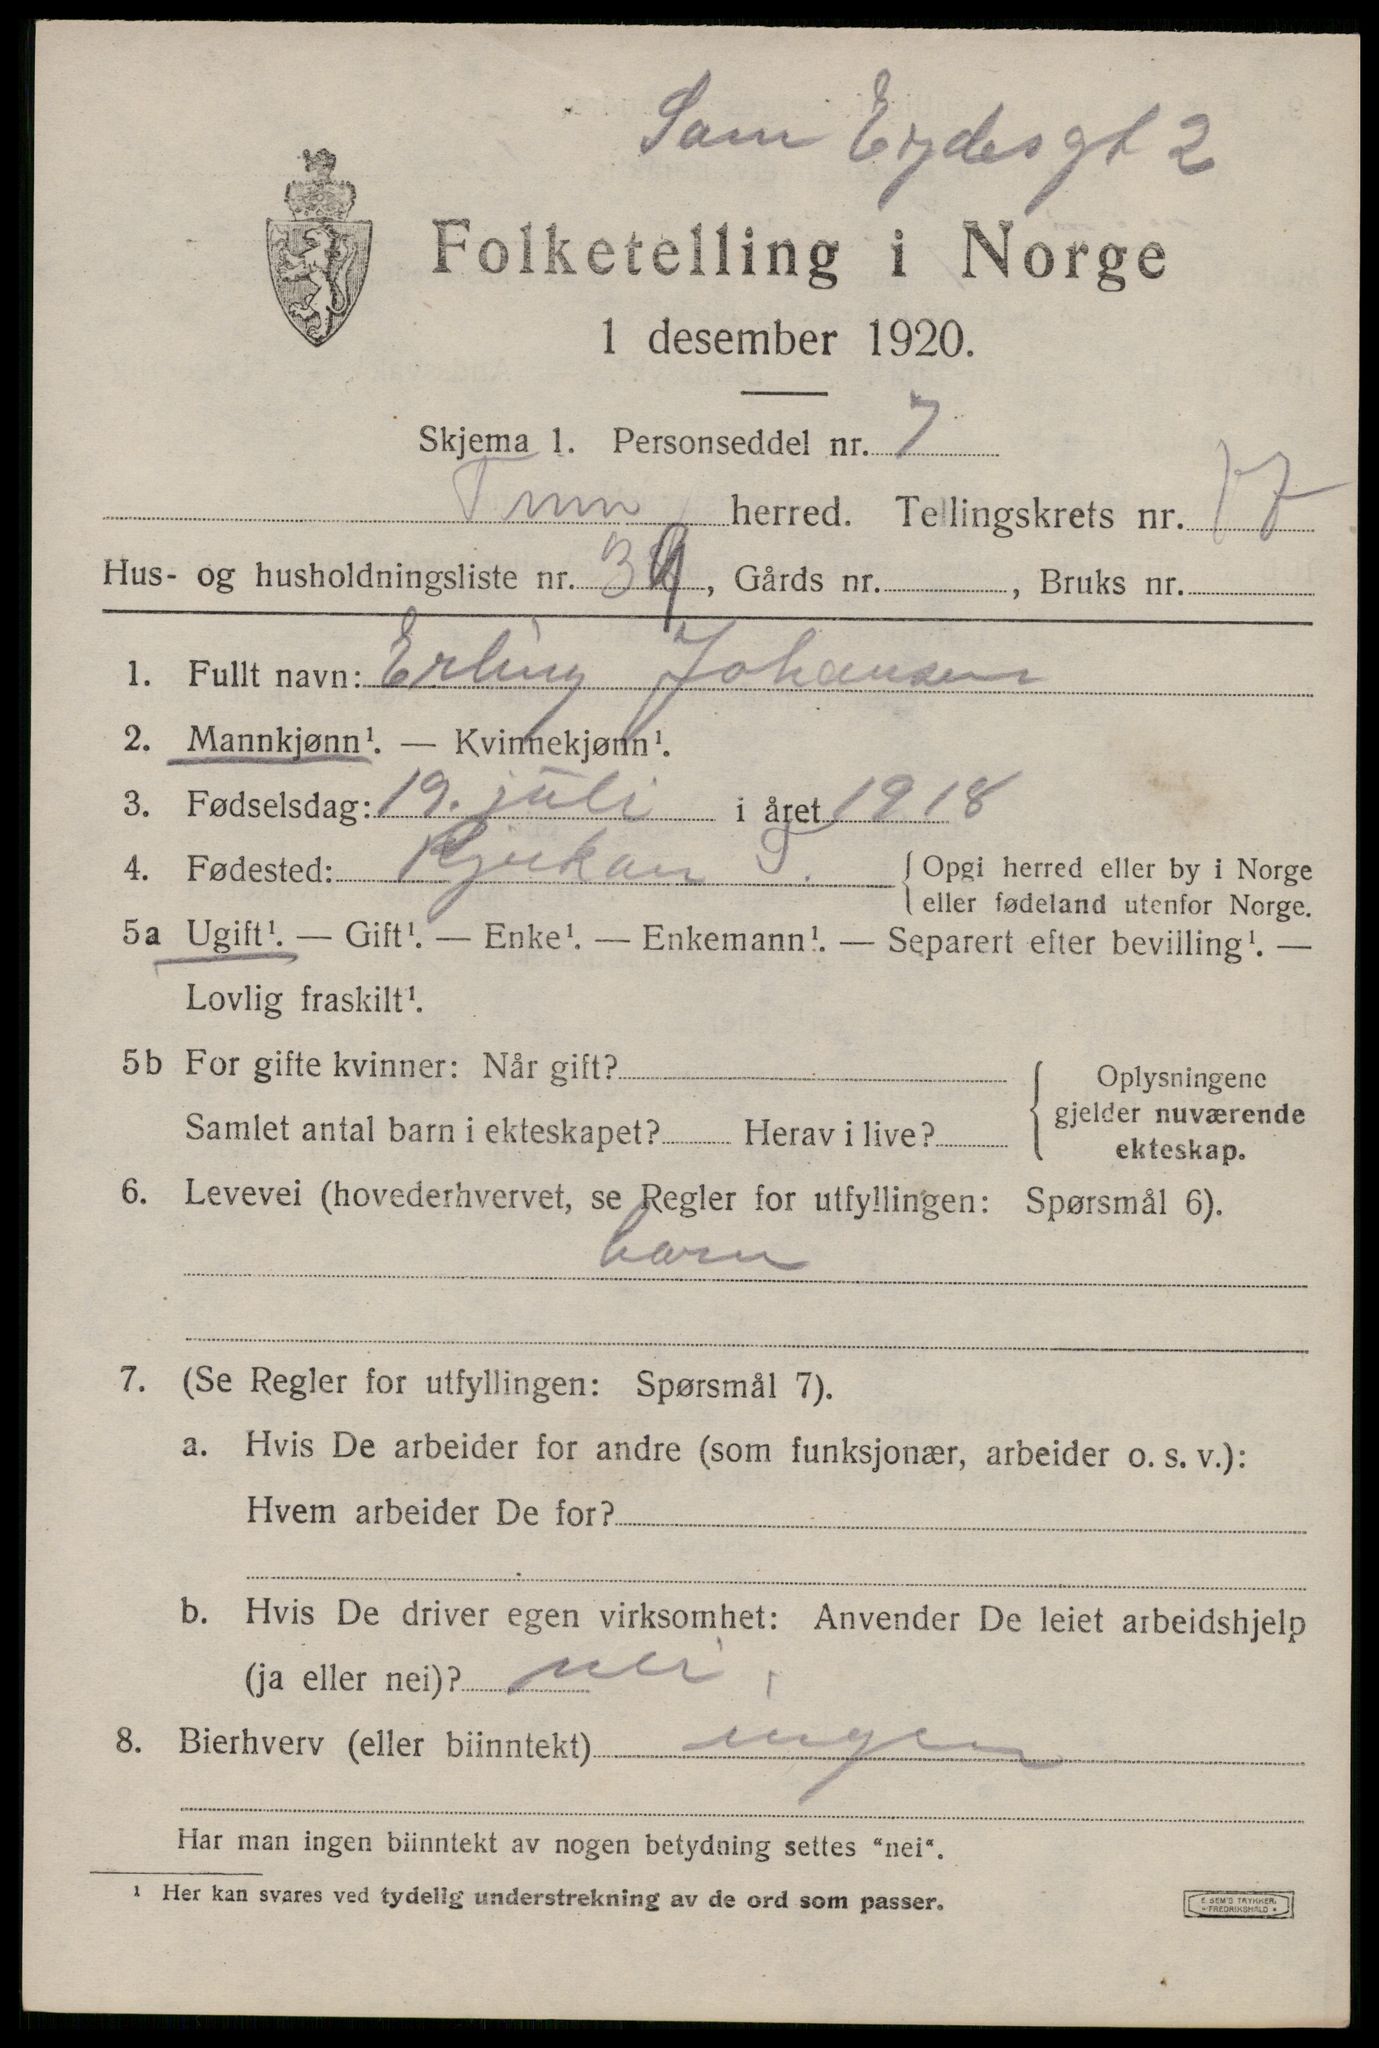 Sam Eydesgt 2
Folketelling i Norge
1 desember 1920.
Skjema 1. Personseddel nr. 7
Tinn herred. Tellingskrets nr. 17
Hus- og husholdningsliste nr. 39, Gårds nr. , Bruks nr.
1. Fullt navn: Erling Johansen
2. Mannkjønn¹. — Kvinnekjønn¹.
3. Fødselsdag: 19. juli i året 1918
4. Fødested: Rjukan T. { Opgi herred eller by i Norge
eller fødeland utenfor Norge.
5a Ugift¹. — Gift¹. — Enke¹. — Enkemann¹. — Separert efter bevilling¹. —
Lovlig fraskilt¹.
5b For gifte kvinner: Når gift? { Oplysningene
gjelder nuværende
Samlet antal barn i ekteskapet? Herav i live?
ekteskap.
6. Levevei (hovederhvervet, se Regler for utfyllingen: Spørsmål 6).
barn
7. (Se Regler for utfyllingen: Spørsmål 7).
a. Hvis De arbeider for andre (som funksjonær, arbeider o. s. v.):
Hvem arbeider De for?
b. Hvis De driver egen virksomhet: Anvender De leiet arbeidshjelp
(ja eller nei)? nei
8. Bierhverv (eller biinntekt) ingen
Har man ingen biinntekt av nogen betydning settes "nei".
¹ Her kan svares ved tydelig understrekning av de ord som passer.
E. SEM'S TRYKKERI
FREDRIKSHALD